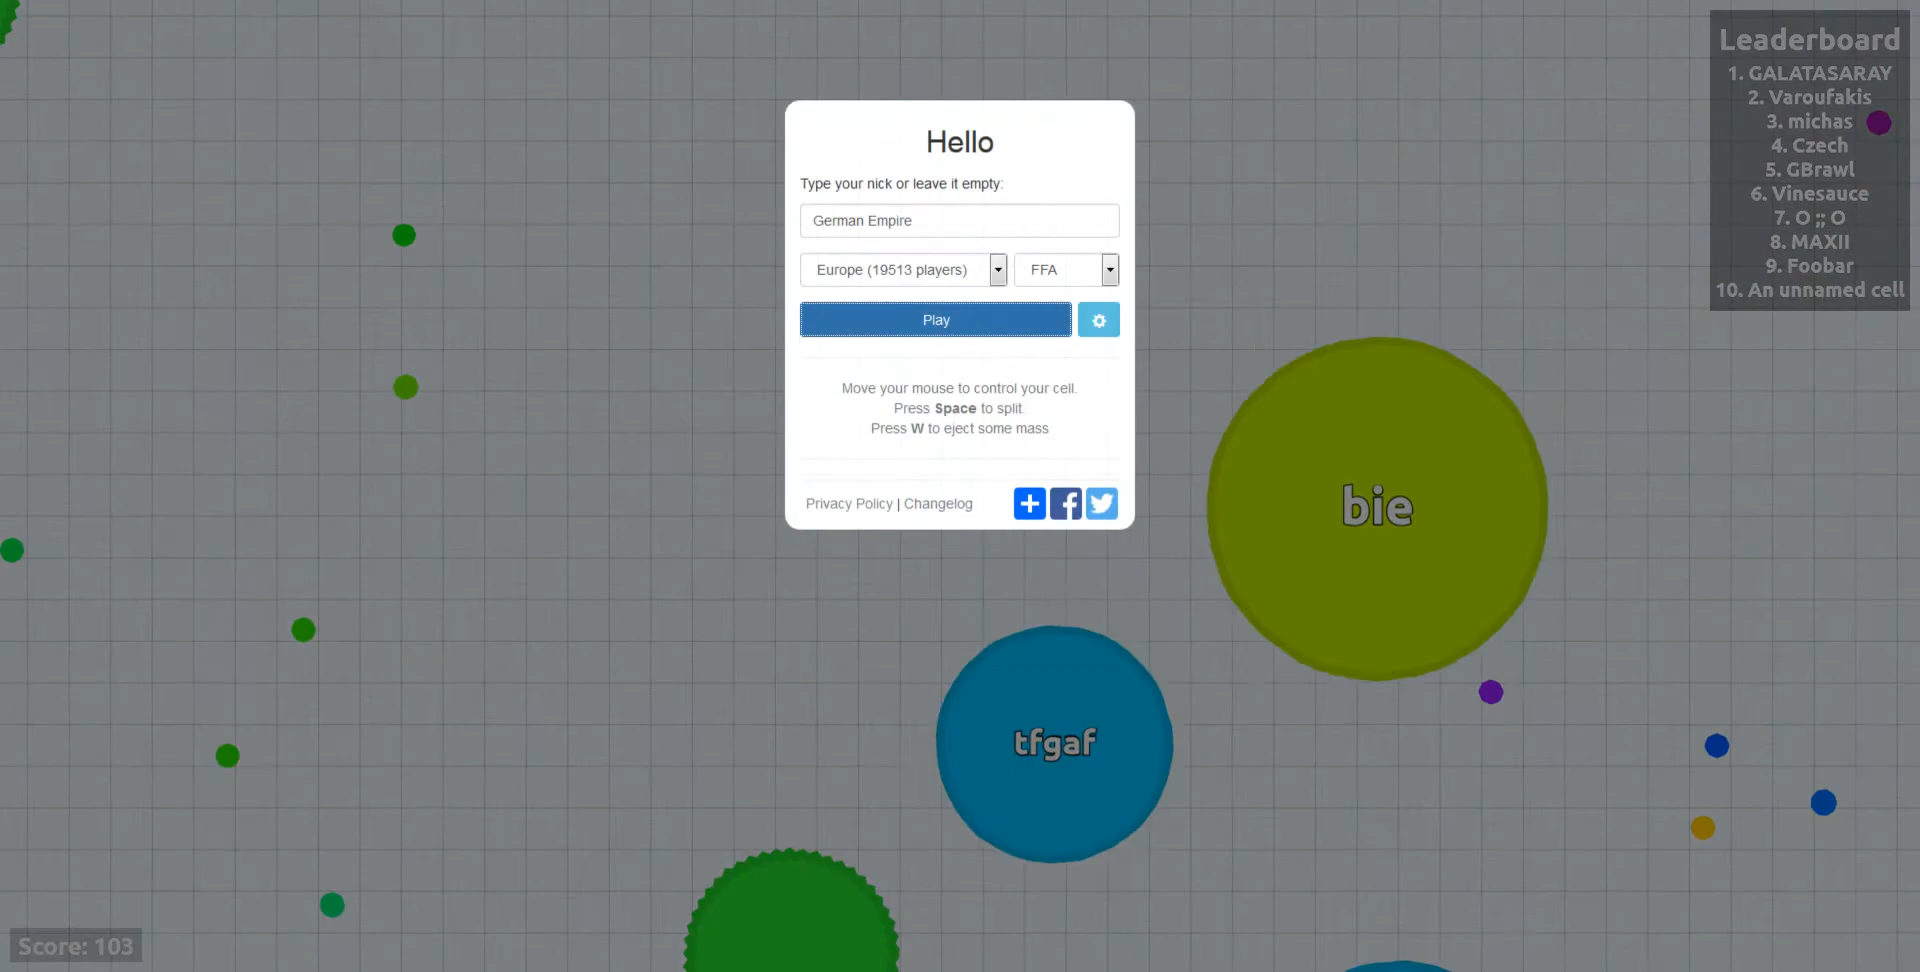 Hello
Type your nick or leave it empty:
German Empire
Europe (19513 players)
FFA
Play
Move your mouse to control your cell.
Press Space to split.
Press W to eject some mass
Privacy Policy | Changelog
Leaderboard
1. GALATASARAY
2. Varoufakis
3. michas
4. Czech
5. GBrawl
6. Vinesauce
7. O ;; O
8. MAXII
9. Foobar
10. An unnamed cell
bie
tfgaf
Score: 103